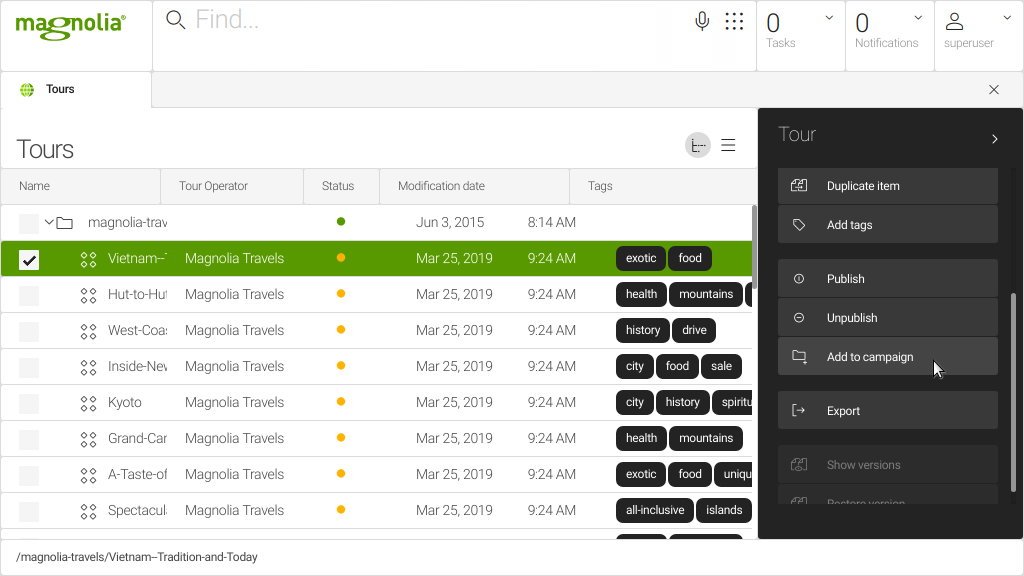 magnolia®
Find...
0
Tasks
0
Notifications
superuser
Tours
Tours
Name Tour Operator Status Modification date Tags
magnolia-trav Jun 3, 2015 8:14 AM
Vietnam-- Magnolia Travels Mar 25, 2019 9:24 AM exotic food
Hut-to-Hut Magnolia Travels Mar 25, 2019 9:24 AM health mountains
West-Coas Magnolia Travels Mar 25, 2019 9:24 AM history drive
Inside-New Magnolia Travels Mar 25, 2019 9:24 AM city food sale
Kyoto Magnolia Travels Mar 25, 2019 9:24 AM city history spiritu
Grand-Can Magnolia Travels Mar 25, 2019 9:24 AM health mountains
A-Taste-of Magnolia Travels Mar 25, 2019 9:24 AM exotic food uniqu
Spectacula Magnolia Travels Mar 25, 2019 9:24 AM all-inclusive islands
Tour
Duplicate item
Add tags
Publish
Unpublish
Add to campaign
Export
Show versions
Restore version
/magnolia-travels/Vietnam--Tradition-and-Today